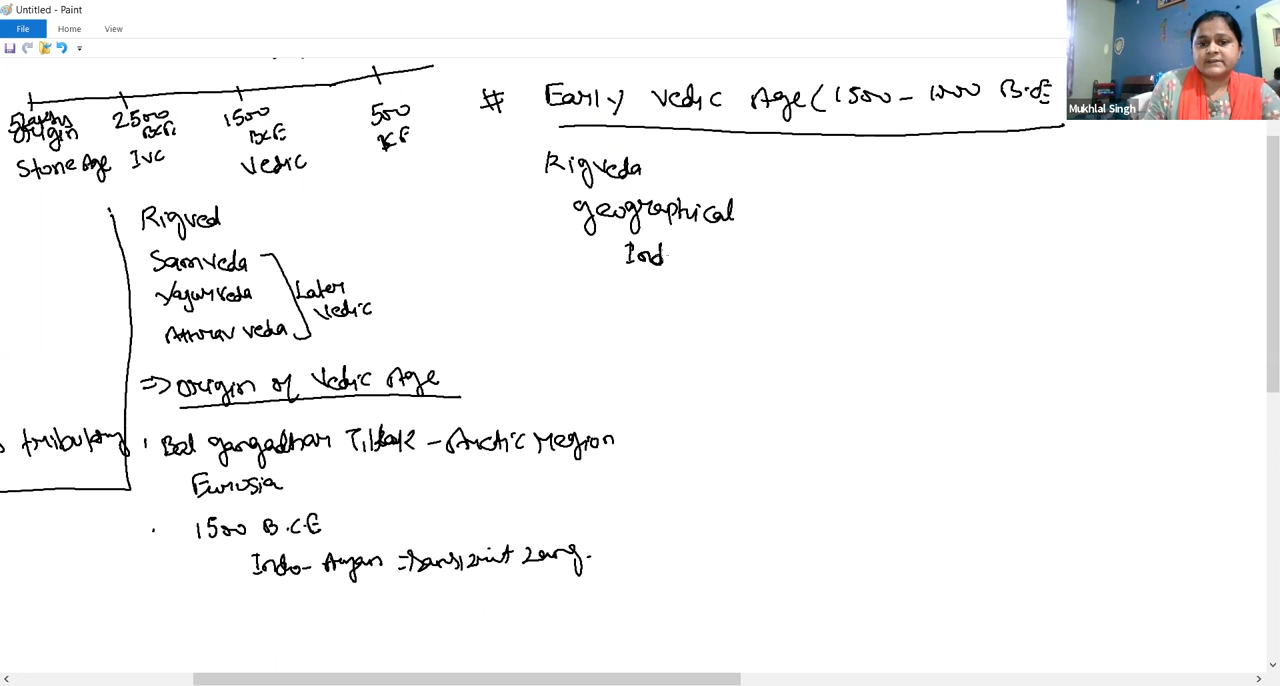 Untitled - Paint
File Home View
Mukhlal Singh
origin
Stone Age
2500
BCE
IVC
1500
BCE
Vedic
500
BCE
# Early Vedic Age (1500 - 1000 B.C.E
Rigveda
geographical
Ind
Rigved
Samveda
Yajurveda
Atharav veda
Later
Vedic
=> Origin of Vedic Age
tributary
Bal gangadhar Tilak - Arctic region
Eurasia
1500 B.C.E
Indo-Aryan = Sanskrit Lang.